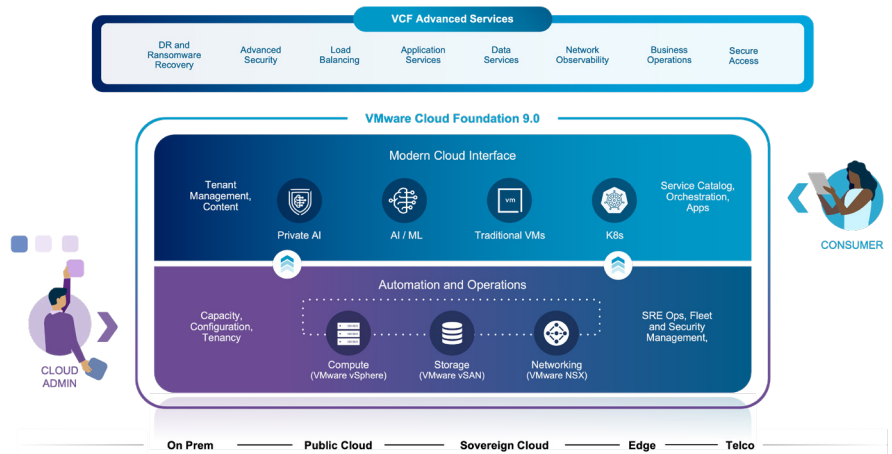 VCF Advanced Services
DR and
Ransomware
Recovery
Advanced
Security
Load
Balancing
Application
Services
Data
Services
Network
Observability
Business
Operations
Secure
Access
VMware Cloud Foundation 9.0
Modern Cloud Interface
Tenant
Management,
Content
Private AI
AI / ML
vm
Traditional VMs
K8s
Service Catalog,
Orchestration,
Apps
CONSUMER
Automation and Operations
Capacity,
Configuration,
Tenancy
Compute
(VMware vSphere)
Storage
(VMware vSAN)
Networking
(VMware NSX)
SRE Ops, Fleet
and Security
Management,
CLOUD
ADMIN
On Prem
Public Cloud
Sovereign Cloud
Edge
Telco